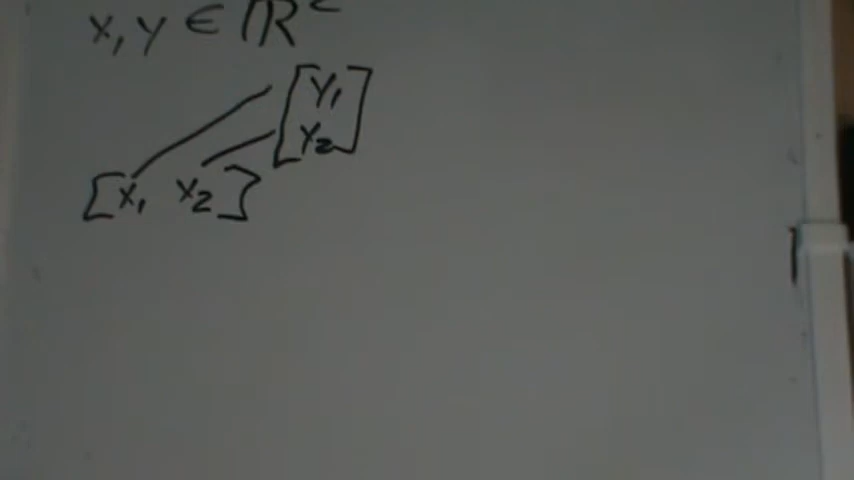 x, y ∈ ℝ²
[y₁
y₂]
[x₁ x₂]